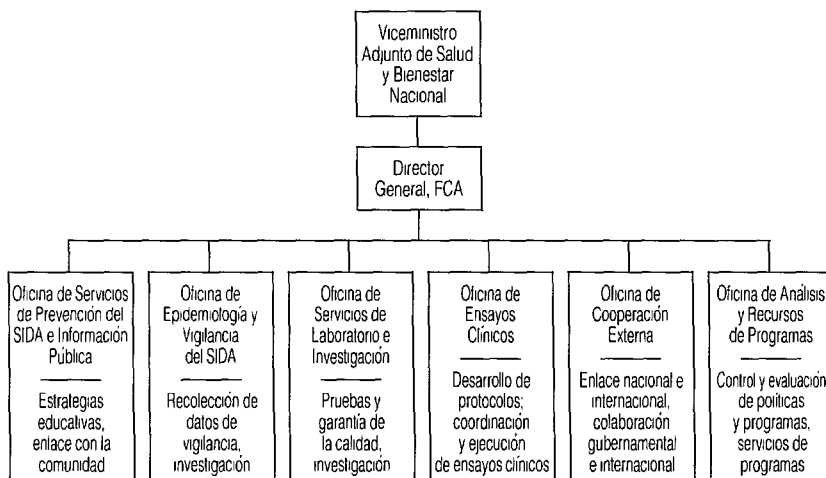 Viceministro
Adjunto de Salud
y Bienestar
Nacional
Director
General, FCA
Oficina de Servicios
de Prevención del
SIDA e Información
Pública
Estrategias
educativas,
enlace con la
comunidad
Oficina de
Epidemiología y
Vigilancia
del SIDA
Recolección de
datos de
vigilancia,
investigación
Oficina de
Servicios de
Laboratorio e
Investigación
Pruebas y
garantía de
la calidad,
investigación
Oficina de
Ensayos
Clínicos
Desarrollo de
protocolos;
coordinación
y ejecución
de ensayos clínicos
Oficina de
Cooperación
Externa
Enlace nacional e
internacional,
colaboración
gubernamental
e internacional
Oficina de Análisis
y Recursos
de Programas
Control y evaluación
de políticas
y programas,
servicios de
programas